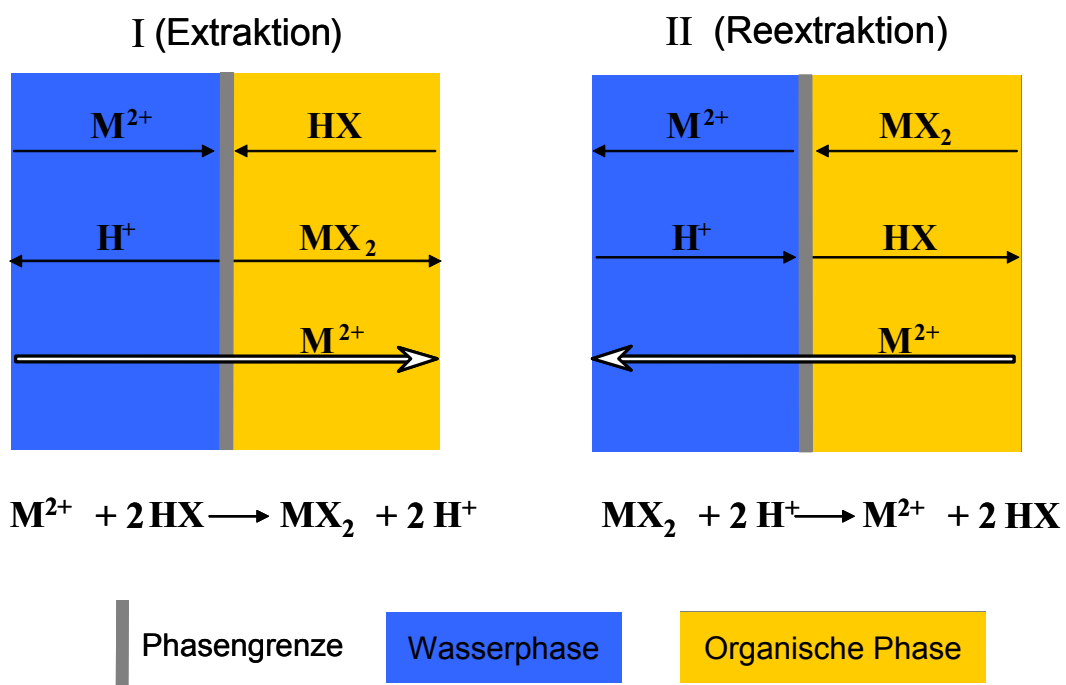 I (Extraktion)
II (Reextraktion)
M²⁺
HX
H⁺
MX₂
M²⁺
M²⁺
MX₂
H⁺
HX
M²⁺
M²⁺ + 2 HX → MX₂ + 2 H⁺
MX₂ + 2 H⁺ → M²⁺ + 2 HX
Phasengrenze
Wasserphase
Organische Phase